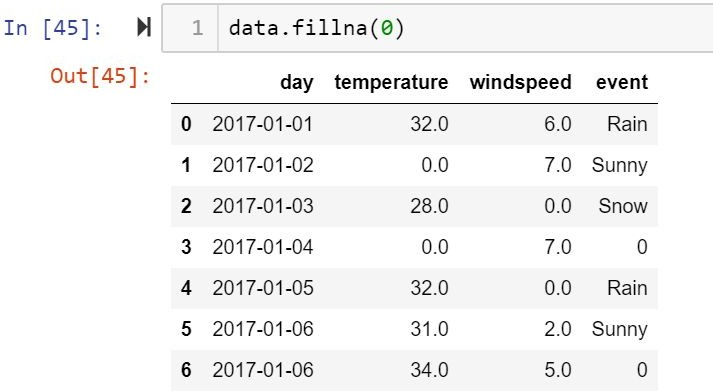 In [45]: 1 data.fillna(0)
Out[45]:
day temperature windspeed event
0 2017-01-01 32.0 6.0 Rain
1 2017-01-02 0.0 7.0 Sunny
2 2017-01-03 28.0 0.0 Snow
3 2017-01-04 0.0 7.0 0
4 2017-01-05 32.0 0.0 Rain
5 2017-01-06 31.0 2.0 Sunny
6 2017-01-06 34.0 5.0 0